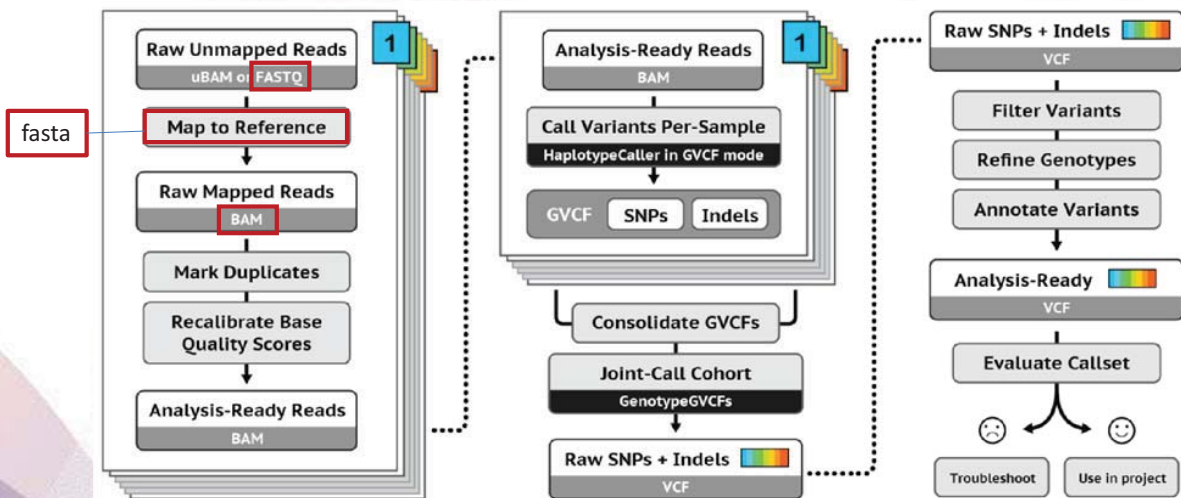 fasta
Raw Unmapped Reads
uBAM or FASTQ
Map to Reference
Raw Mapped Reads
BAM
Mark Duplicates
Recalibrate Base
Quality Scores
Analysis-Ready Reads
BAM
1
Analysis-Ready Reads
BAM
Call Variants Per-Sample
HaplotypeCaller in GVCF mode
GVCF SNPs Indels
1
Consolidate GVCFs
Joint-Call Cohort
GenotypeGVCFs
Raw SNPs + Indels
VCF
Raw SNPs + Indels
VCF
Filter Variants
Refine Genotypes
Annotate Variants
Analysis-Ready
VCF
Evaluate Callset
Troubleshoot
Use in project